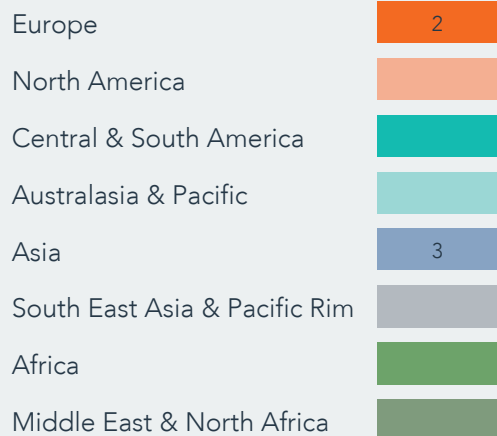 Europe 2
North America
Central & South America
Australasia & Pacific
Asia 3
South East Asia & Pacific Rim
Africa
Middle East & North Africa